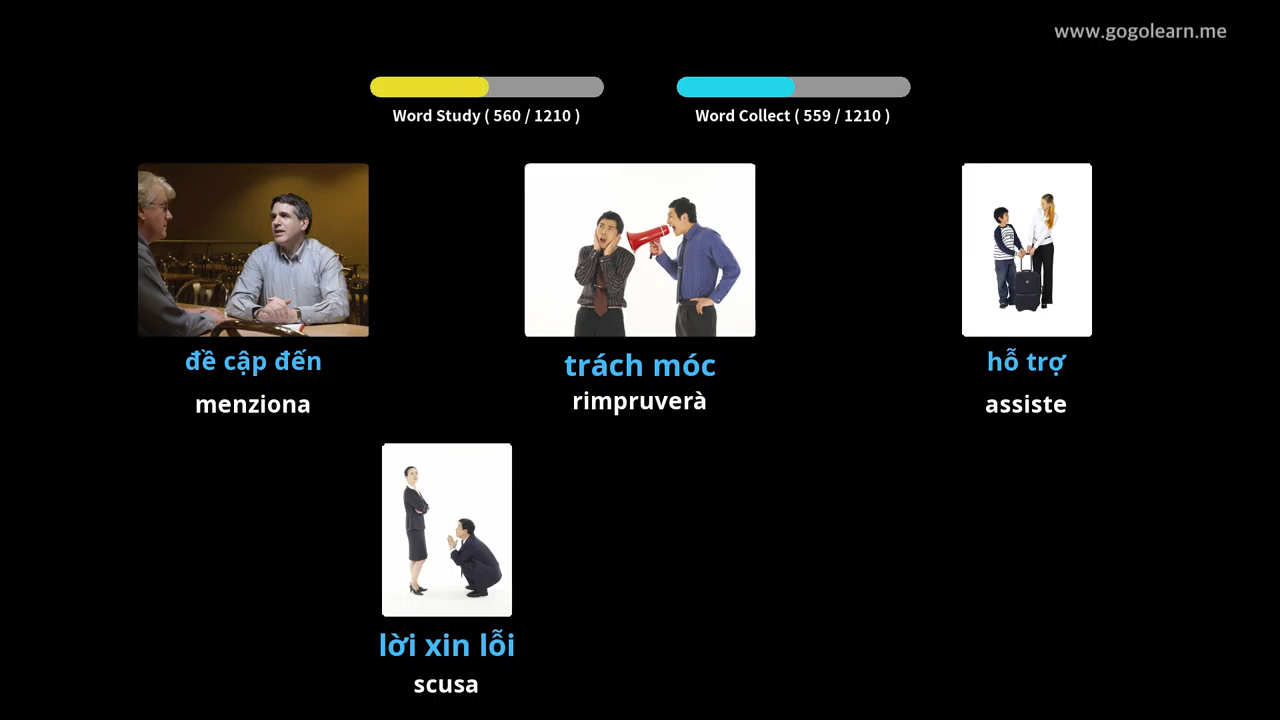 www.gogolearn.me
Word Study ( 560 / 1210 )
Word Collect ( 559 / 1210 )
đề cập đến
menziona
trách móc
rimpruverà
hỗ trợ
assiste
lời xin lỗi
scusa